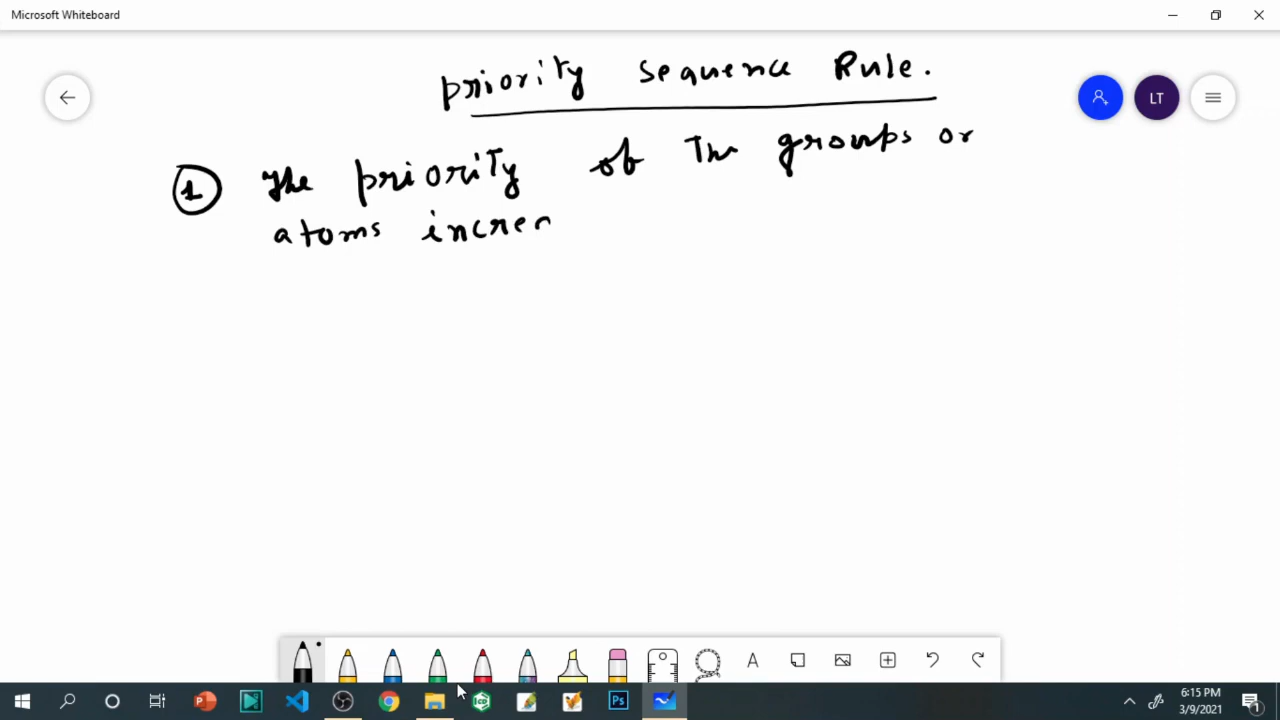 Microsoft Whiteboard
priority sequence Rule.
LT
1 The priority of The groups or
atoms increa
A
Ps
6:15 PM
3/9/2021